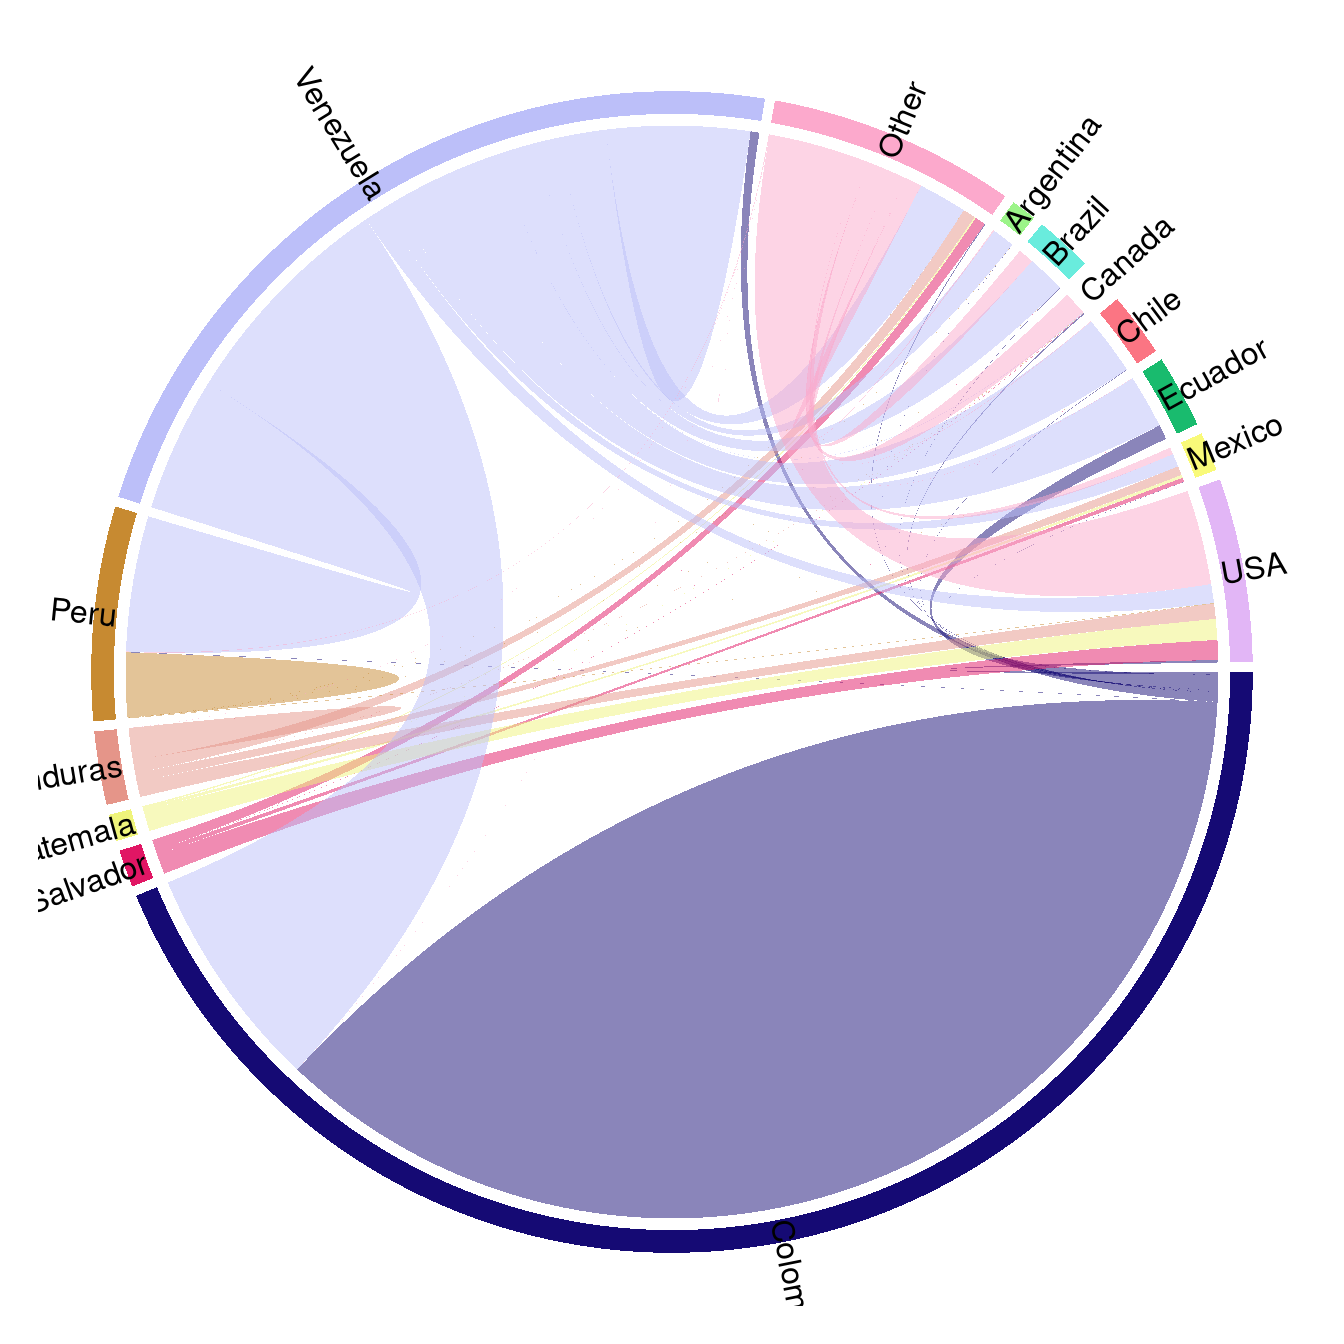 Venezuela
Other
Argentina
Brazil
Canada
Chile
Ecuador
Mexico
USA
Peru
nduras
atemala
Salvador
Colom